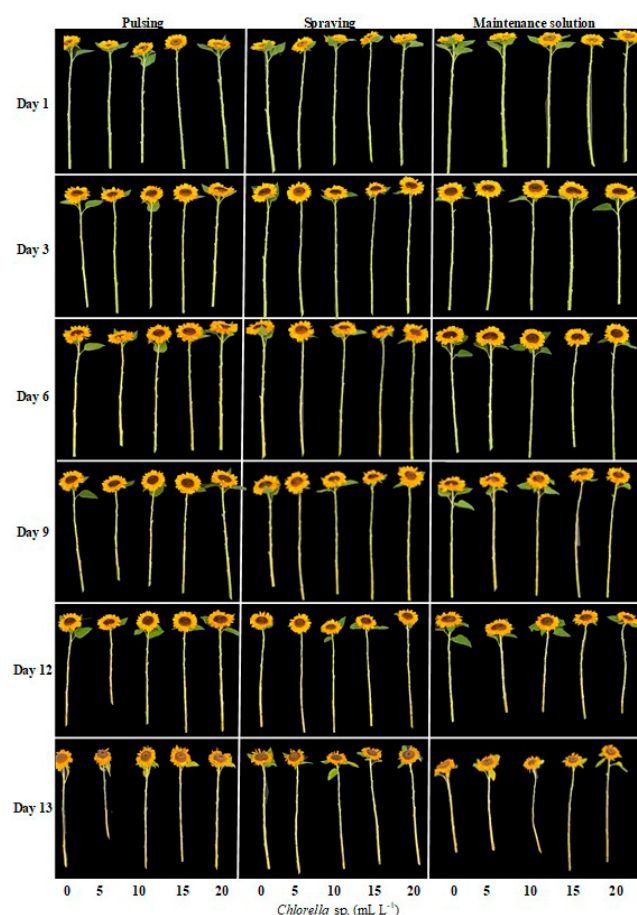 Pulsing Spraying Maintenance solution
Day 1
Day 3
Day 6
Day 9
Day 12
Day 13
0 5 10 15 20 0 5 10 15 20 0 5 10 15 20
Chlorella sp. (mL L⁻¹)